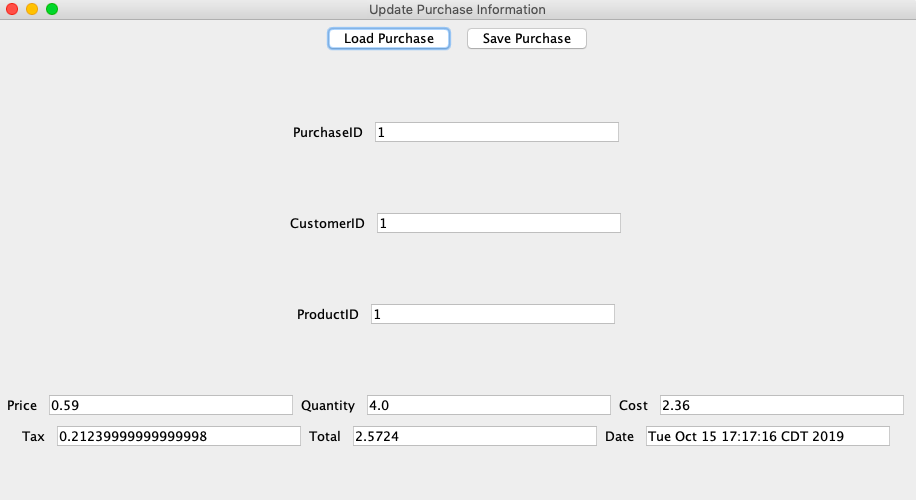 Update Purchase Information
Load Purchase Save Purchase
PurchaseID 1
CustomerID 1
ProductID 1
Price 0.59 Quantity 4.0 Cost 2.36
Tax 0.21239999999999998 Total 2.5724 Date Tue Oct 15 17:17:16 CDT 2019